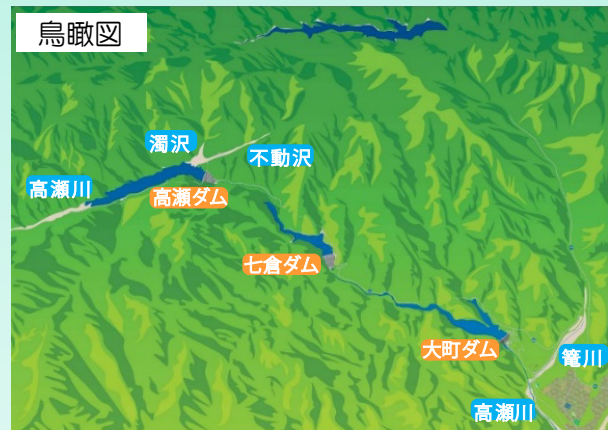 鳥瞰図
濁沢
不動沢
高瀬川
高瀬ダム
七倉ダム
大町ダム
篭川
高瀬川